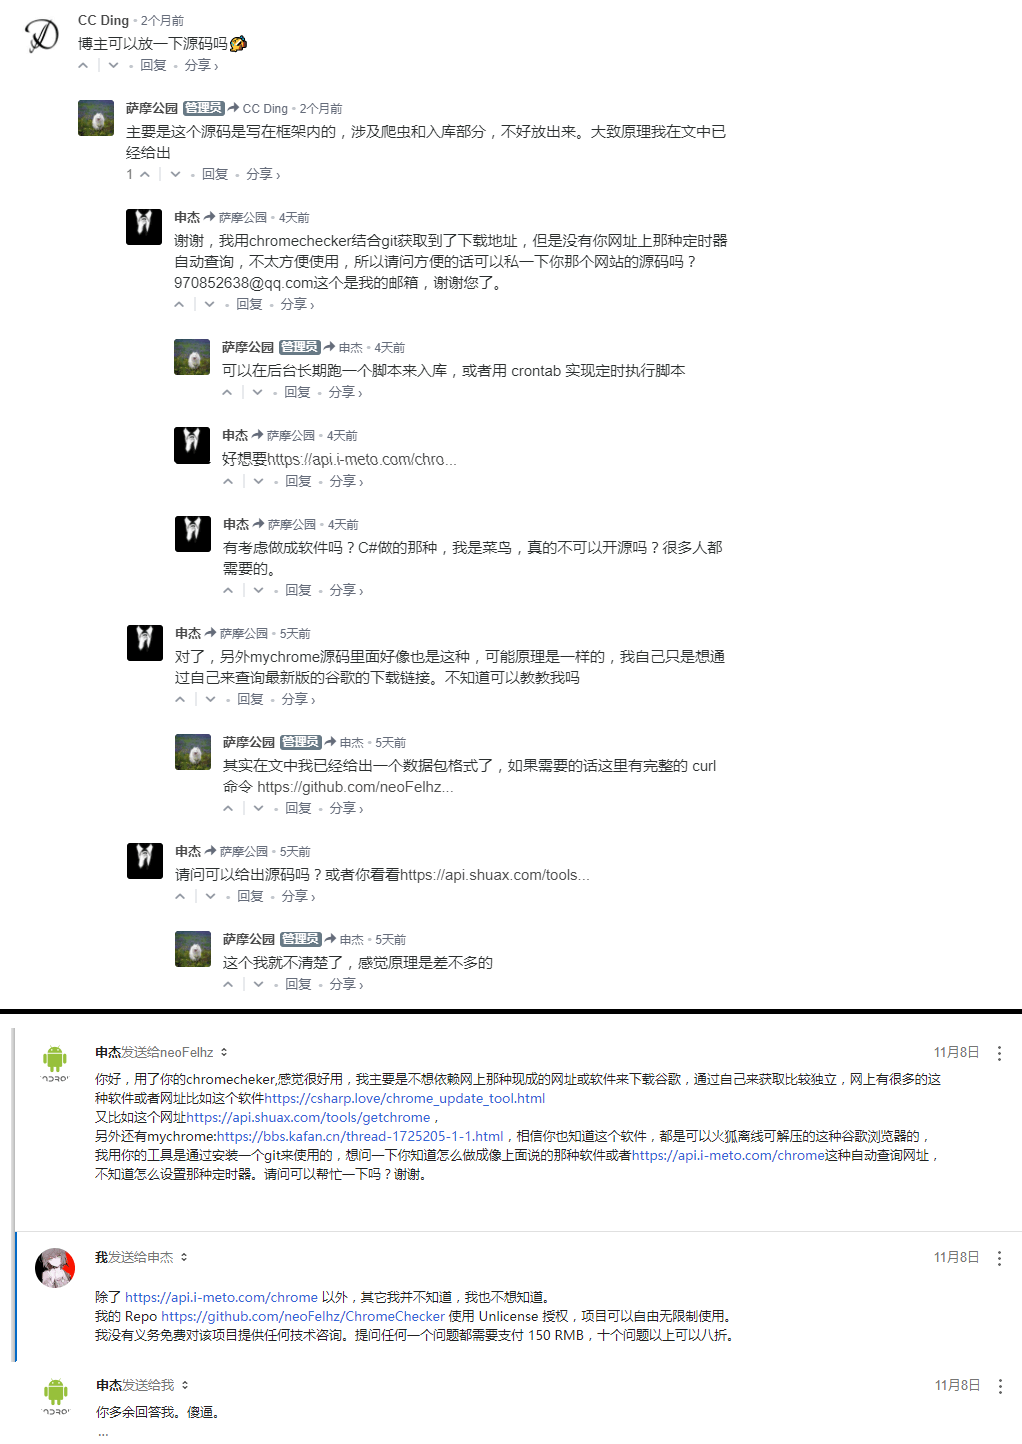 CC Ding • 2个月前
博主可以放一下源码吗
回复 • 分享 ›
萨摩公园 管理员 CC Ding • 2个月前
主要是这个源码是写在框架内的，涉及爬虫和入库部分，不好放出来。大致原理我在文中已
经给出
1 • 回复 • 分享 ›
申杰 萨摩公园 • 4天前
谢谢，我用chromechecker结合git获取到了下载地址，但是没有你网址上那种定时器
自动查询，不太方便使用，所以请问方便的话可以私一下你那个网站的源码吗？
970852638@qq.com这个是我的邮箱，谢谢您了。
回复 • 分享 ›
萨摩公园 管理员 申杰 • 4天前
可以在后台长期跑一个脚本来入库，或者用 crontab 实现定时执行脚本
回复 • 分享 ›
申杰 萨摩公园 • 4天前
好想要https://api.i-meto.com/chro...
回复 • 分享 ›
申杰 萨摩公园 • 4天前
有考虑做成软件吗？C#做的那种，我是菜鸟，真的不可以开源吗？很多人都
需要的。
回复 • 分享 ›
申杰 萨摩公园 • 5天前
对了，另外mychrome源码里面好像也是这种，可能原理是一样的，我自己只是想通
过自己来查询最新版的谷歌的下载链接。不知道可以教教我吗
回复 • 分享 ›
萨摩公园 管理员 申杰 • 5天前
其实在文中我已经给出一个数据包格式了，如果需要的话这里有完整的 curl
命令 https://github.com/neoFelhz...
回复 • 分享 ›
申杰 萨摩公园 • 5天前
请问可以给出源码吗？或者你看看https://api.shuax.com/tools...
回复 • 分享 ›
萨摩公园 管理员 申杰 • 5天前
这个我就不清楚了，感觉原理是差不多的
回复 • 分享 ›
申杰发送给neoFelhz 11月8日
你好，用了你的chromecheker,感觉很好用，我主要是不想依赖网上那种现成的网址或软件来下载谷歌，通过自己来获取比较独立，网上有很多的这
种软件或者网址比如这个软件https://csharp.love/chrome_update_tool.html
又比如这个网址https://api.shuax.com/tools/getchrome，
另外还有mychrome:https://bbs.kafan.cn/thread-1725205-1-1.html，相信你也知道这个软件，都是可以火狐离线可解压的这种谷歌浏览器的，
我用你的工具是通过安装一个git来使用的，想问一下你知道怎么做成像上面说的那种软件或者https://api.i-meto.com/chrome这种自动查询网址，
不知道怎么设置那种定时器。请问可以帮忙一下吗？谢谢。
我发送给申杰 11月8日
除了 https://api.i-meto.com/chrome 以外，其它我并不知道，我也不想知道。
我的 Repo https://github.com/neoFelhz/ChromeChecker 使用 Unlicense 授权，项目可以自由无限制使用。
我没有义务免费对该项目提供任何技术咨询。提问任何一个问题都需要支付 150 RMB，十个问题以上可以八折。
申杰发送给我 11月8日
你多余回答我。傻逼。
...